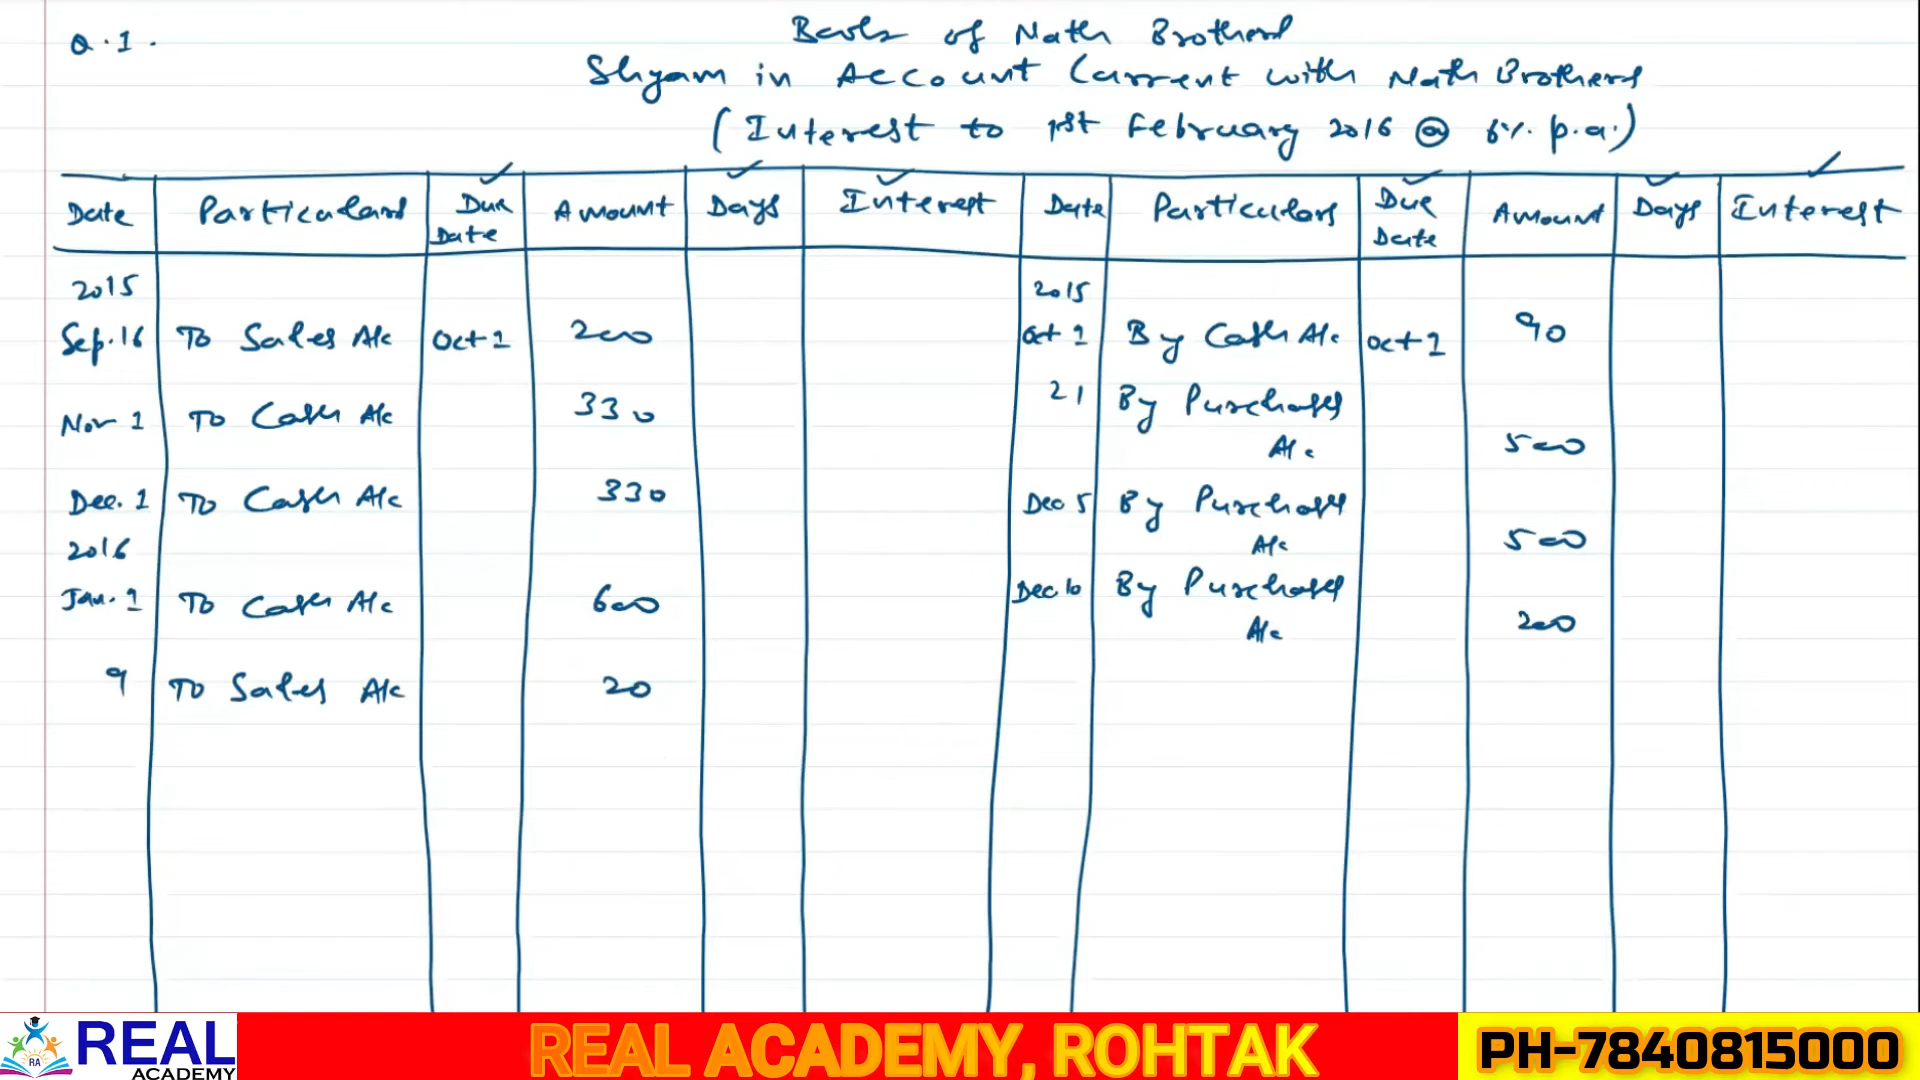 Q.1.
Books of Nath Brothers
Shyam in Account Current with Nath Brothers
(Interest to 1st February 2016 @ 6% p.a.)
Date Particulars Due Date Amount Days Interest Date Particulars Due Date Amount Days Interest
2015 2015
Sep.16 To Sales A/c Oct 1 200 Oct 1 By Cash A/c Oct 1 90
Nov 1 To Cash A/c 330 21 By Purchases A/c 500
Dec. 1 To Cash A/c 330 Dec 5 By Purchases A/c 500
2016
Jan. 1 To Cash A/c 600 Dec 10 By Purchases A/c 200
9 To Sales A/c 20
RA REAL ACADEMY
REAL ACADEMY, ROHTAK
PH-7840815000